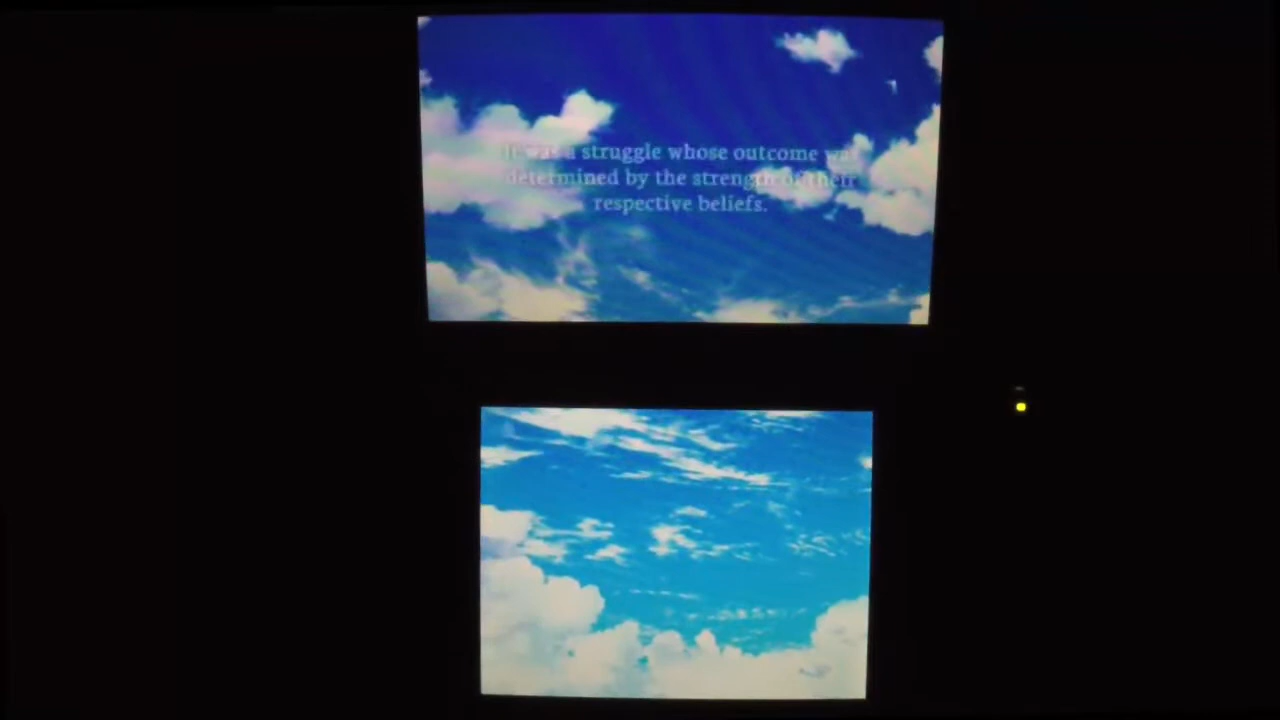 It was a struggle whose outcome was
determined by the strength of their
respective beliefs.